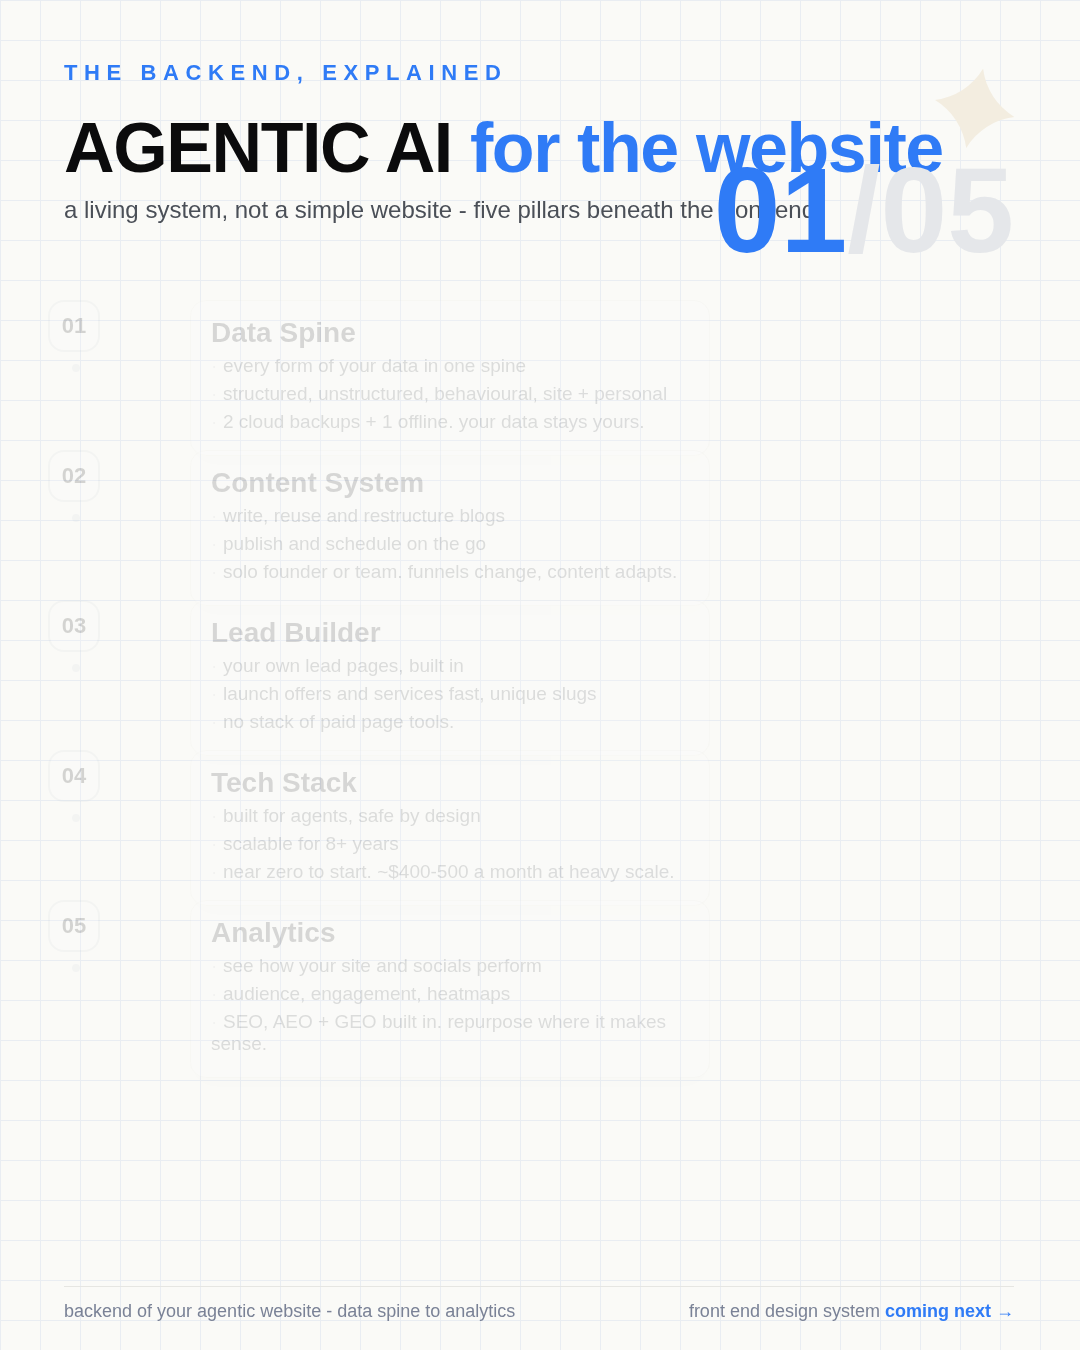 THE BACKEND, EXPLAINED
AGENTIC AI for the website
a living system, not a simple website - five pillars beneath the frontend
01/05
01
Data Spine
every form of your data in one spine
structured, unstructured, behavioural, site + personal
2 cloud backups + 1 offline. your data stays yours.
02
Content System
write, reuse and restructure blogs
publish and schedule on the go
solo founder or team. funnels change, content adapts.
03
Lead Builder
your own lead pages, built in
launch offers and services fast, unique slugs
no stack of paid page tools.
04
Tech Stack
built for agents, safe by design
scalable for 8+ years
near zero to start. ~$400-500 a month at heavy scale.
05
Analytics
see how your site and socials perform
audience, engagement, heatmaps
SEO, AEO + GEO built in. repurpose where it makes
sense.
backend of your agentic website - data spine to analytics
front end design system coming next →